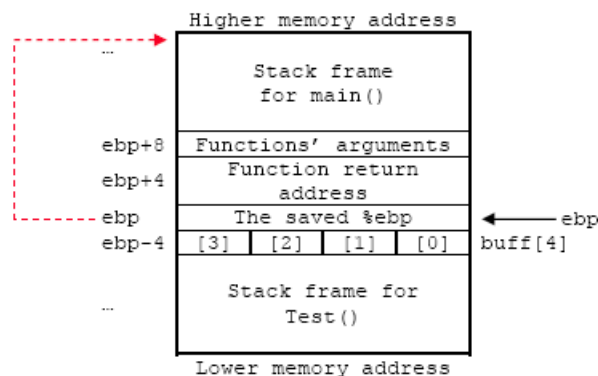 Higher memory address
…
Stack frame
for main()
ebp+8 Functions' arguments
ebp+4 Function return
address
ebp The saved %ebp ebp
ebp-4 [3] [2] [1] [0] buff[4]
Stack frame for
… Test()
Lower memory address